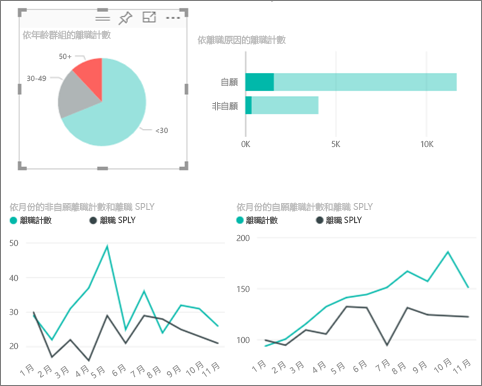 依年齡群組的離職計數
50+
30-49
<30
依離職原因的離職計數
自願
非自願
0K
5K
10K
依月份的非自願離職計數和離職 SPLY
離職計數
離職 SPLY
50
40
30
20
1 月
2 月
3 月
4 月
5 月
6 月
7 月
8 月
9 月
10 月
11 月
依月份的自願離職計數和離職 SPLY
離職計數
離職 SPLY
200
150
100
1 月
2 月
3 月
4 月
5 月
6 月
7 月
8 月
9 月
10 月
11 月